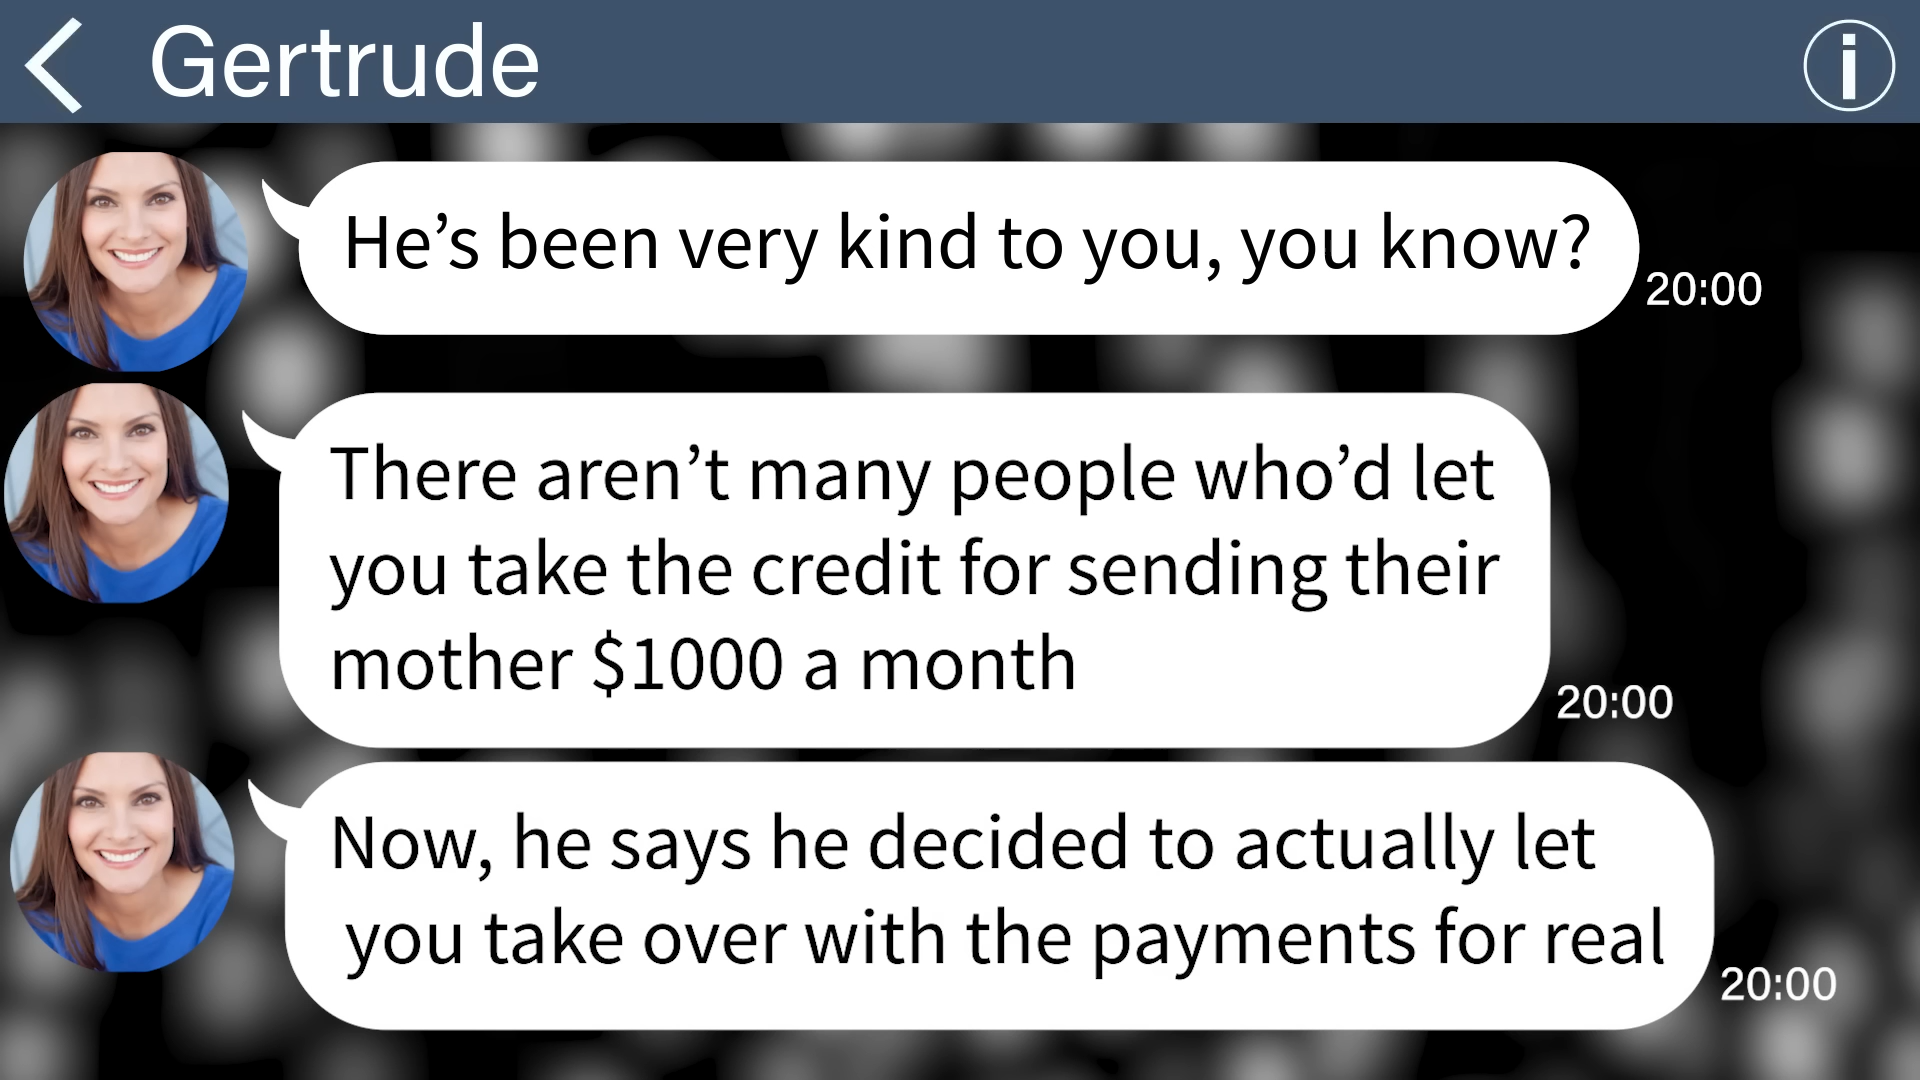 Gertrude
i
He’s been very kind to you, you know?
20:00
There aren’t many people who’d let
you take the credit for sending their
mother $1000 a month
20:00
Now, he says he decided to actually let
you take over with the payments for real
20:00